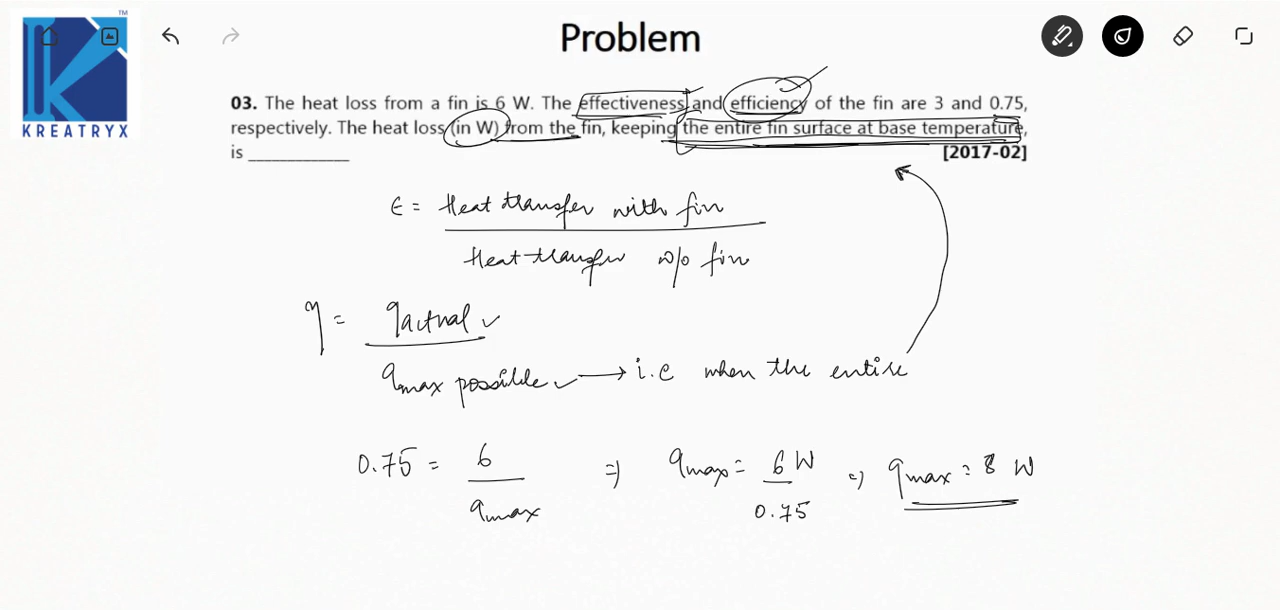 TM
KREATRYX
Problem
03. The heat loss from a fin is 6 W. The effectiveness and efficiency of the fin are 3 and 0.75,
respectively. The heat loss (in W) from the fin, keeping the entire fin surface at base temperature,
is _____________ [2017-02]
ϵ = Heat transfer with fin
Heat transfer w/o fin
η = qactual ✓
qmax possible ✓ → i.e when the entire
0.75 = 6 ⇒ qmax = 6 W ⇒ qmax = 8 W
qmax 0.75